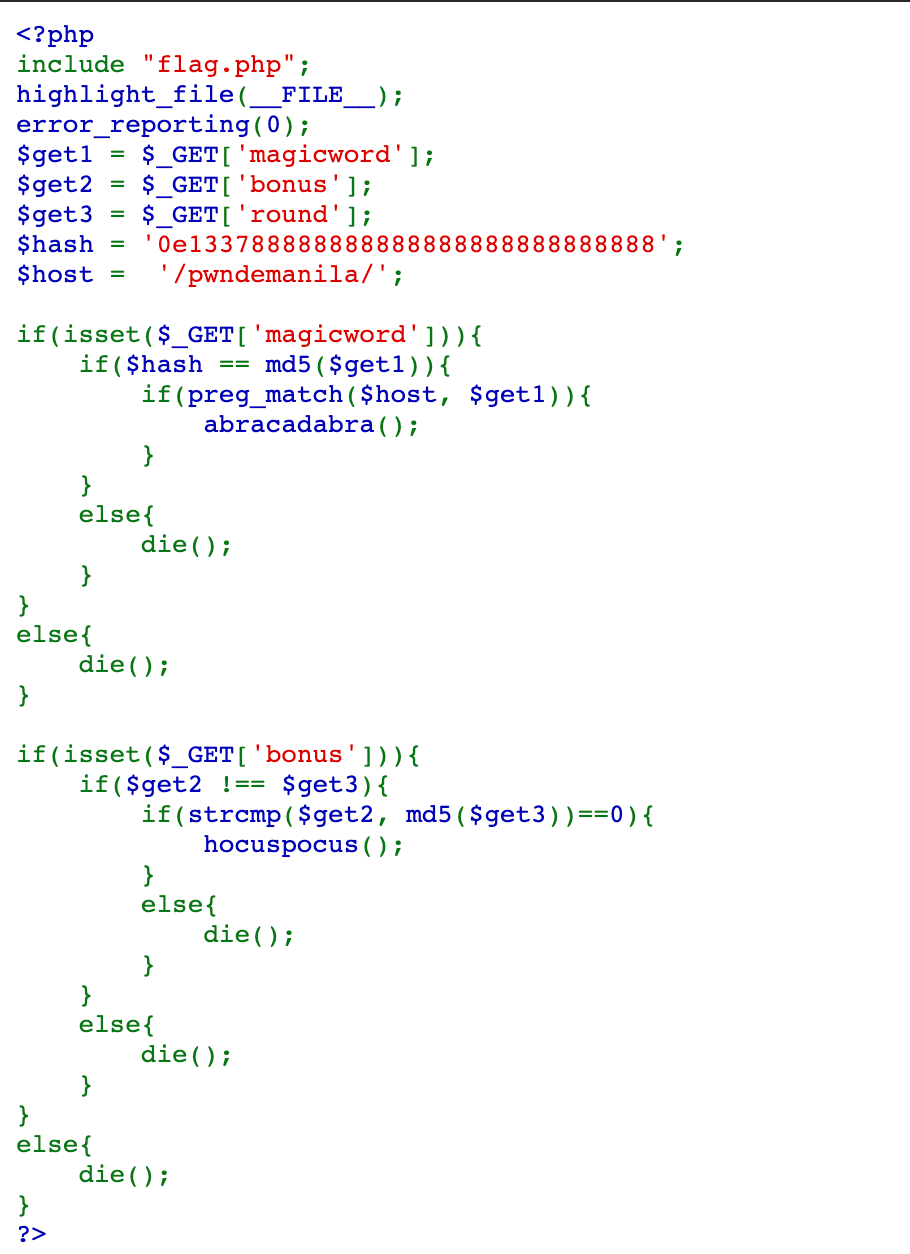 <?php
include "flag.php";
highlight_file(__FILE__);
error_reporting(0);
$get1 = $_GET['magicword'];
$get2 = $_GET['bonus'];
$get3 = $_GET['round'];
$hash = '0e133788888888888888888888888888';
$host =  '/pwndemanila/';
if(isset($_GET['magicword'])){
    if($hash == md5($get1)){
        if(preg_match($host, $get1)){
            abracadabra();
        }
    }
    else{
        die();
    }
}
else{
    die();
}
if(isset($_GET['bonus'])){
    if($get2 !== $get3){
        if(strcmp($get2, md5($get3))==0){
            hocuspocus();
        }
        else{
            die();
        }
    }
    else{
        die();
    }
}
else{
    die();
}
?>